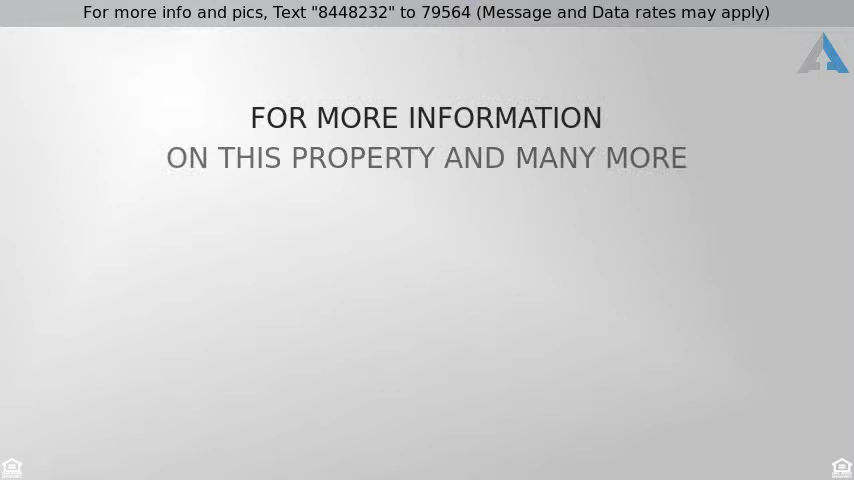 For more info and pics, Text "8448232" to 79564 (Message and Data rates may apply)
FOR MORE INFORMATION
ON THIS PROPERTY AND MANY MORE